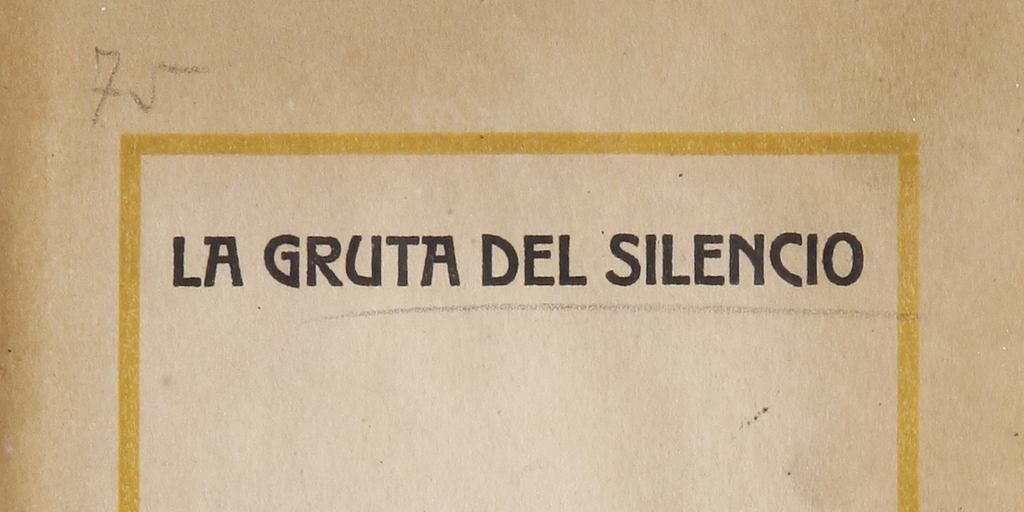 75
LA GRUTA DEL SILENCIO